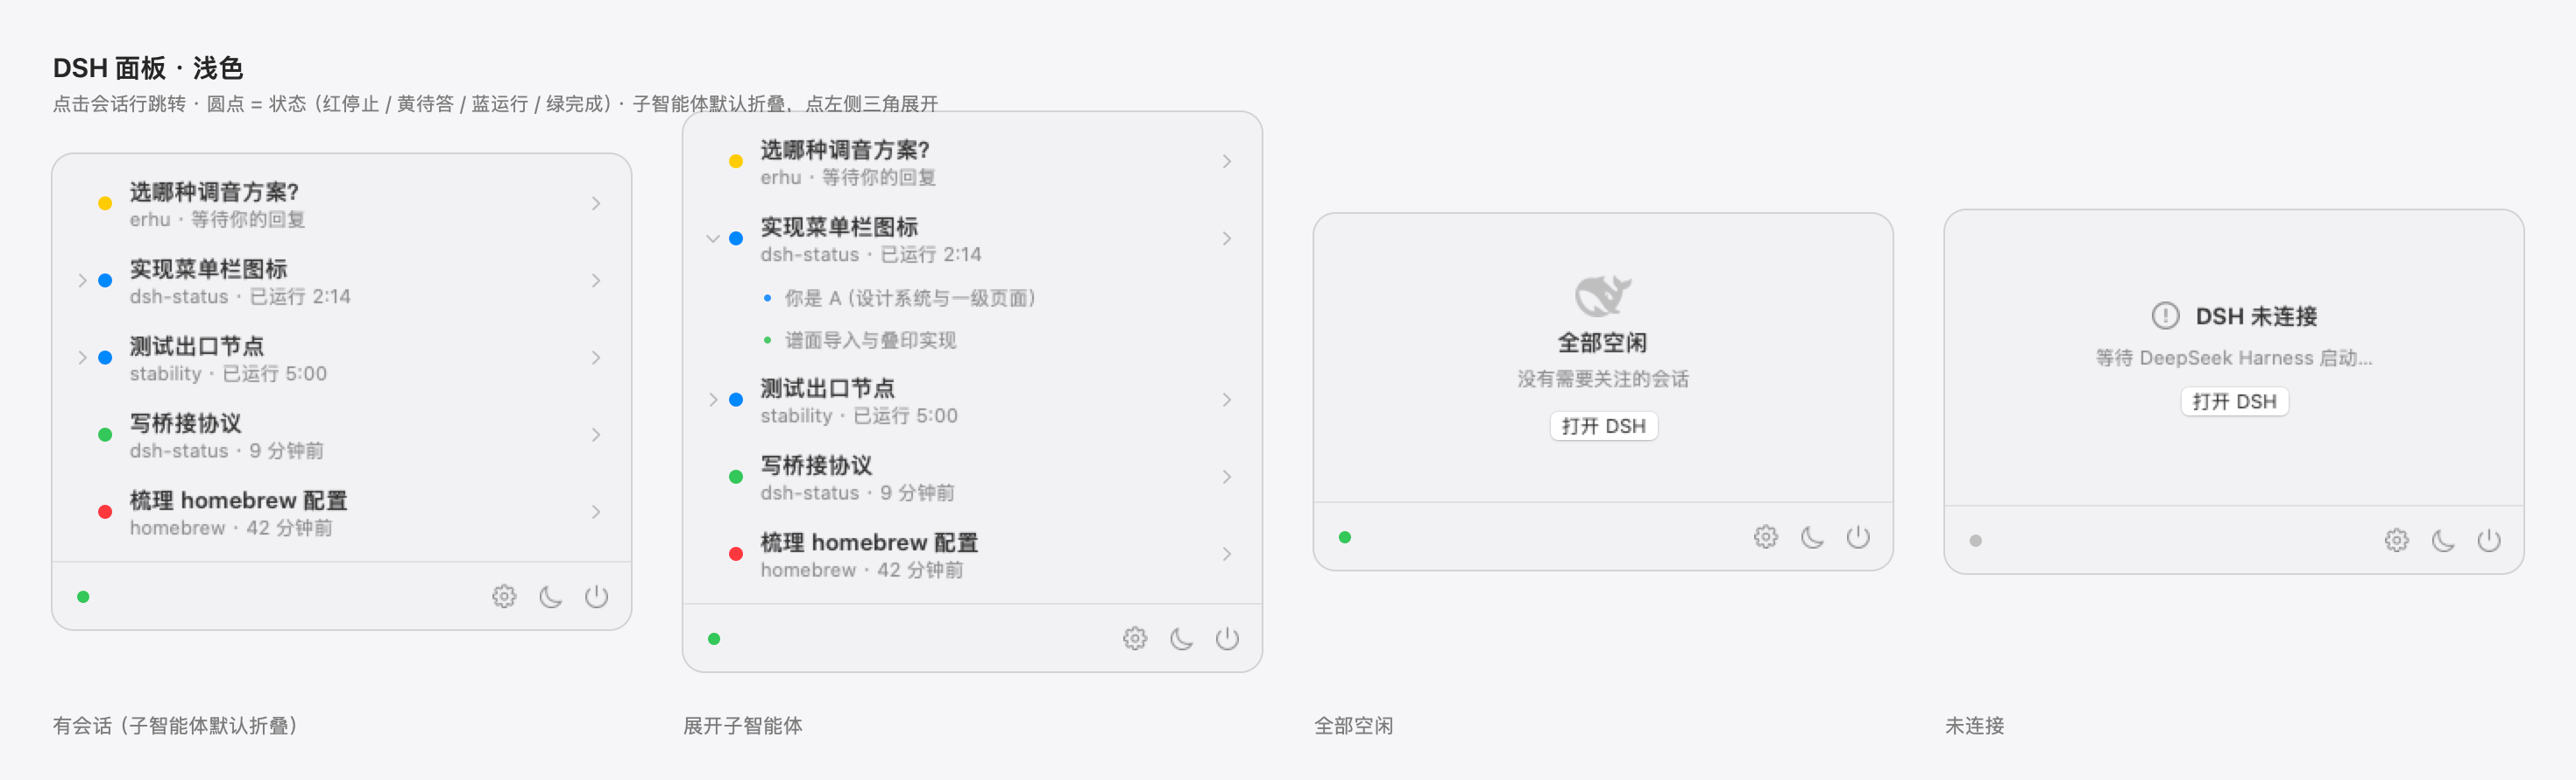 DSH 面板 · 浅色
点击会话行跳转 · 圆点 = 状态（红停止 / 黄待答 / 蓝运行 / 绿完成）· 子智能体默认折叠，点左侧三角展开
选哪种调音方案？
erhu · 等待你的回复
实现菜单栏图标
dsh-status · 已运行 2:14
测试出口节点
stability · 已运行 5:00
写桥接协议
dsh-status · 9 分钟前
梳理 homebrew 配置
homebrew · 42 分钟前
有会话（子智能体默认折叠）
选哪种调音方案？
erhu · 等待你的回复
实现菜单栏图标
dsh-status · 已运行 2:14
你是 A（设计系统与一级页面）
谱面导入与叠印实现
测试出口节点
stability · 已运行 5:00
写桥接协议
dsh-status · 9 分钟前
梳理 homebrew 配置
homebrew · 42 分钟前
展开子智能体
全部空闲
没有需要关注的会话
打开 DSH
全部空闲
DSH 未连接
等待 DeepSeek Harness 启动...
打开 DSH
未连接